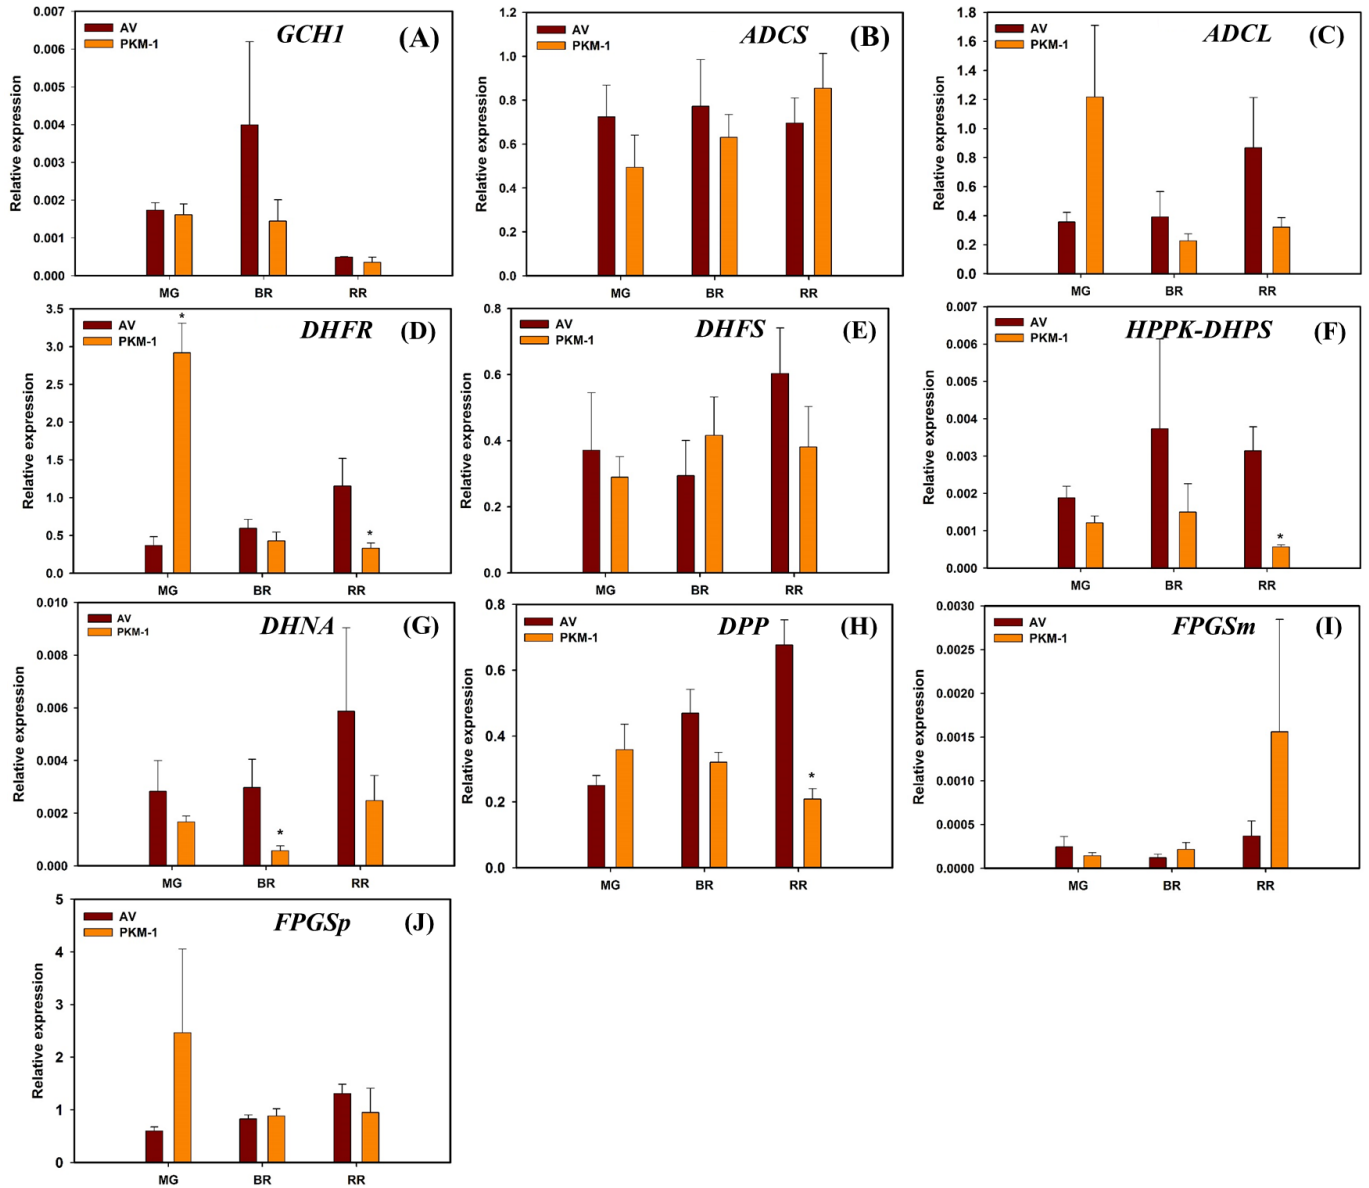 GCH1 (A)
AV
PKM-1
Relative expression
0.007
0.006
0.005
0.004
0.003
0.002
0.001
0.000
MG BR RR
ADCS (B)
AV
PKM-1
Relative expression
1.2
1.0
0.8
0.6
0.4
0.2
0.0
MG BR RR
ADCL (C)
AV
PKM-1
Relative expression
1.8
1.6
1.4
1.2
1.0
0.8
0.6
0.4
0.2
0.0
MG BR RR
DHFR (D)
AV
PKM-1
Relative expression
3.5
3.0
2.5
2.0
1.5
1.0
0.5
0.0
*
*
MG BR RR
DHFS (E)
AV
PKM-1
Relative expression
0.8
0.6
0.4
0.2
0.0
MG BR RR
HPPK-DHPS (F)
AV
PKM-1
Relative expression
0.007
0.006
0.005
0.004
0.003
0.002
0.001
0.000
*
MG BR RR
DHNA (G)
AV
PKM-1
Relative expression
0.010
0.008
0.006
0.004
0.002
0.000
*
MG BR RR
DPP (H)
AV
PKM-1
Relative expression
0.8
0.6
0.4
0.2
0.0
*
MG BR RR
FPGSm (I)
AV
PKM-1
Relative expression
0.0030
0.0025
0.0020
0.0015
0.0010
0.0005
0.0000
MG BR RR
FPGSp (J)
AV
PKM-1
Relative expression
5
4
3
2
1
0
MG BR RR